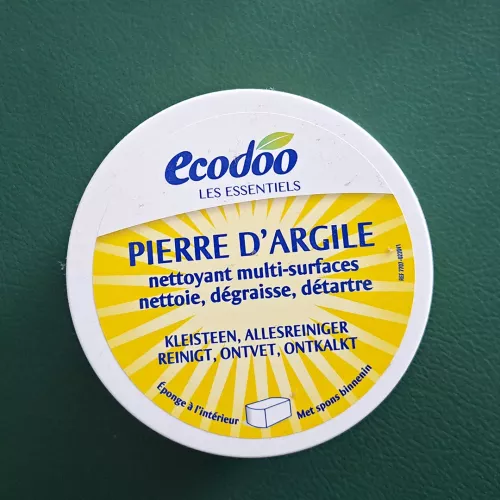 ecodoo
LES ESSENTIELS
PIERRE D'ARGILE
nettoyant multi-surfaces
nettoie, dégraisse, détartre
KLEISTEEN, ALLESREINIGER
REINIGT, ONTVET, ONTKALKT
Éponge à l'intérieur
Met spons binnenin